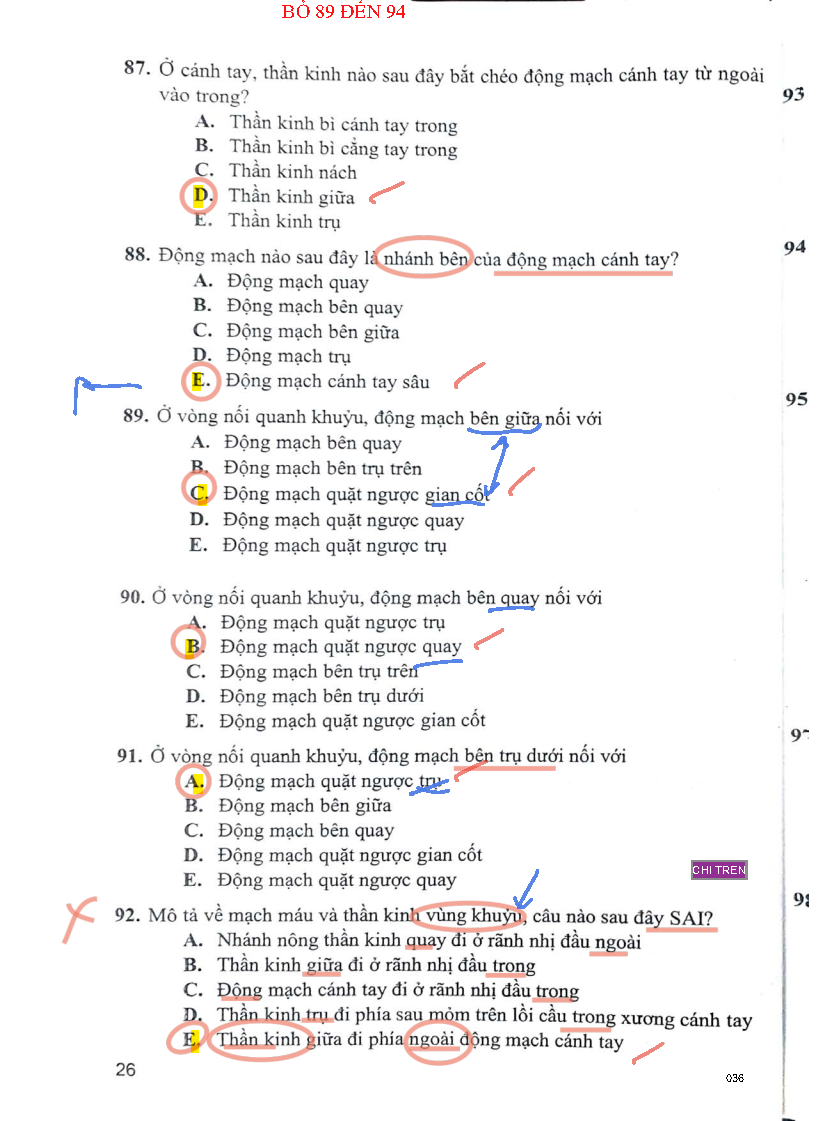 BỎ 89 ĐẾN 94
87. Ở cánh tay, thần kinh nào sau đây bắt chéo động mạch cánh tay từ ngoài
vào trong?
A. Thần kinh bì cánh tay trong
B. Thần kinh bì cẳng tay trong
C. Thần kinh nách
D. Thần kinh giữa
E. Thần kinh trụ
88. Động mạch nào sau đây là nhánh bên của động mạch cánh tay?
A. Động mạch quay
B. Động mạch bên quay
C. Động mạch bên giữa
D. Động mạch trụ
E. Động mạch cánh tay sâu
89. Ở vòng nối quanh khuỷu, động mạch bên giữa nối với
A. Động mạch bên quay
B. Động mạch bên trụ trên
C. Động mạch quặt ngược gian cốt
D. Động mạch quặt ngược quay
E. Động mạch quặt ngược trụ
90. Ở vòng nối quanh khuỷu, động mạch bên quay nối với
A. Động mạch quặt ngược trụ
B. Động mạch quặt ngược quay
C. Động mạch bên trụ trên
D. Động mạch bên trụ dưới
E. Động mạch quặt ngược gian cốt
91. Ở vòng nối quanh khuỷu, động mạch bên trụ dưới nối với
A. Động mạch quặt ngược trụ
B. Động mạch bên giữa
C. Động mạch bên quay
D. Động mạch quặt ngược gian cốt
E. Động mạch quặt ngược quay
CHI TREN
92. Mô tả về mạch máu và thần kinh vùng khuỷu, câu nào sau đây SAI?
A. Nhánh nông thần kinh quay đi ở rãnh nhị đầu ngoài
B. Thần kinh giữa đi ở rãnh nhị đầu trong
C. Động mạch cánh tay đi ở rãnh nhị đầu trong
D. Thần kinh trụ đi phía sau mỏm trên lồi cầu trong xương cánh tay
E. Thần kinh giữa đi phía ngoài động mạch cánh tay
26
036
93
94
95